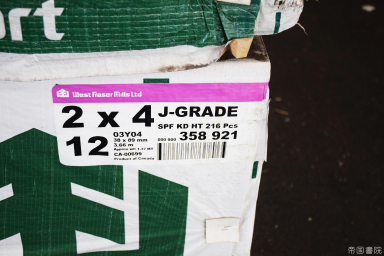 ort
West Fraser Mills Ltd
2 x 4 J-GRADE
SPF KD HT 216 Pcs
12 03Y04
38 x 89 mm
3.66 m
358 921
CA-00599
Product of Canada
帝国書院